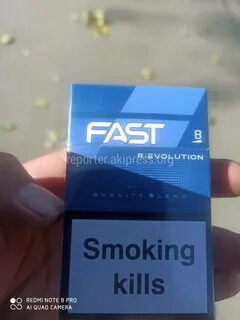 FAST
8
R.EVOLUTION
reporter.akipress.org
QUALITY BLEND
Smoking
kills
REDMI NOTE 8 PRO
AI QUAD CAMERA